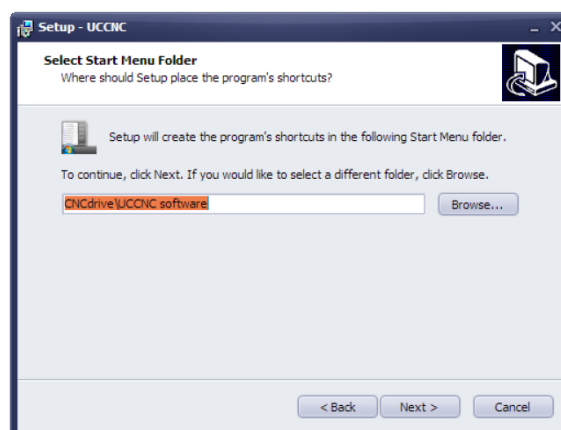 Setup - UCCNC
Select Start Menu Folder
Where should Setup place the program's shortcuts?
Setup will create the program's shortcuts in the following Start Menu folder.
To continue, click Next. If you would like to select a different folder, click Browse.
CNCdrive\UCCNC software
Browse...
< Back
Next >
Cancel